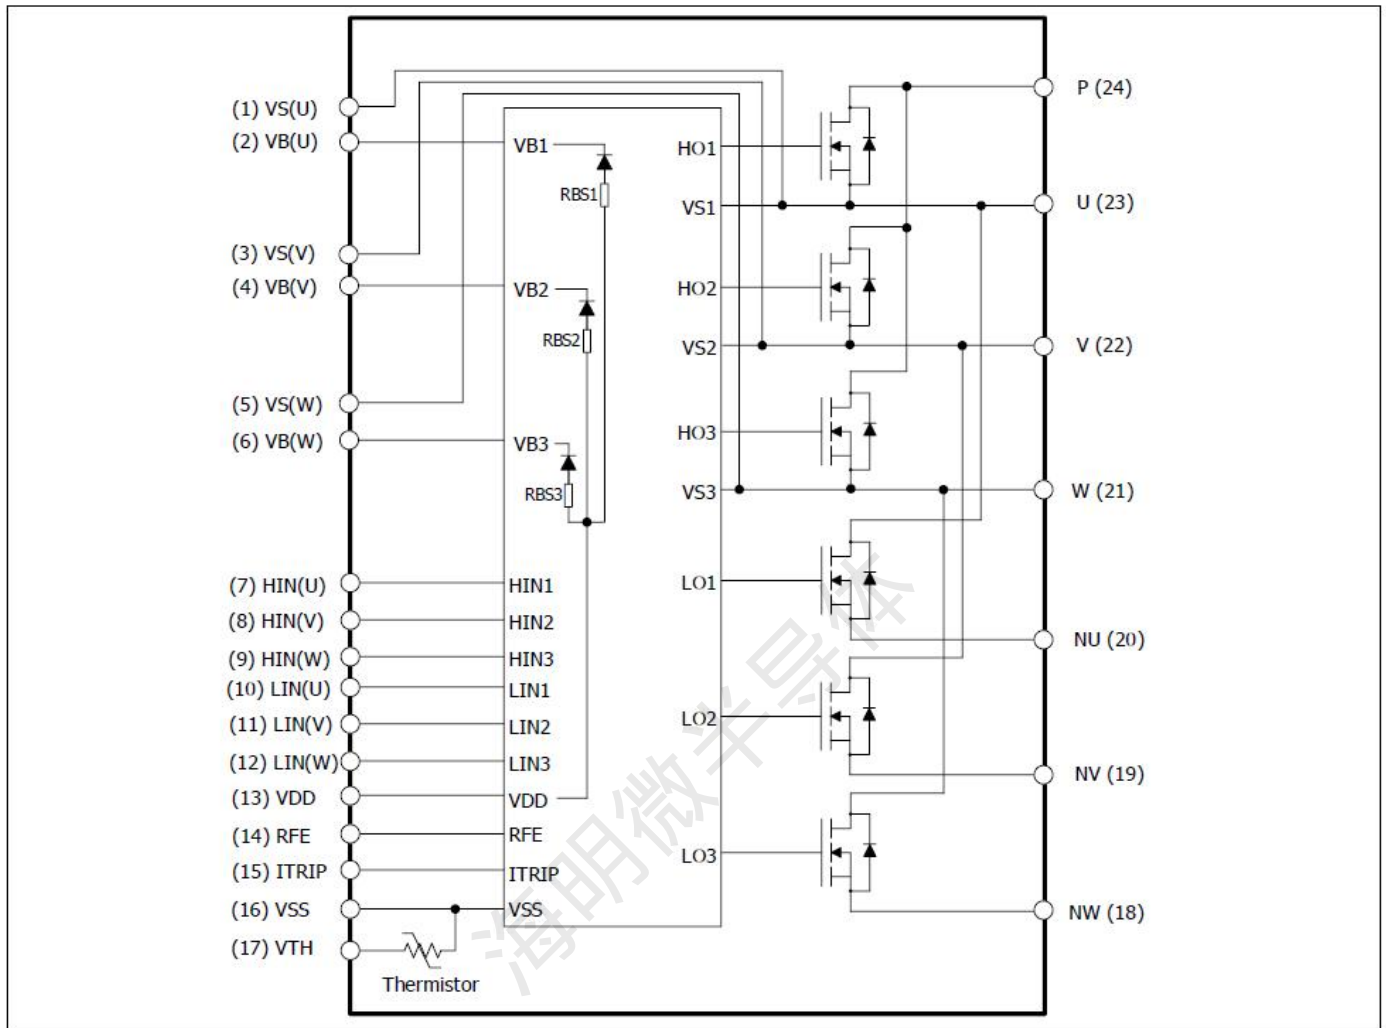 (1) VS(U)
(2) VB(U)
(3) VS(V)
(4) VB(V)
(5) VS(W)
(6) VB(W)
(7) HIN(U)
(8) HIN(V)
(9) HIN(W)
(10) LIN(U)
(11) LIN(V)
(12) LIN(W)
(13) VDD
(14) RFE
(15) ITRIP
(16) VSS
(17) VTH
Thermistor
VB1
RBS1
VB2
RBS2
VB3
RBS3
HIN1
HIN2
HIN3
LIN1
LIN2
LIN3
VDD
RFE
ITRIP
VSS
HO1
VS1
HO2
VS2
HO3
VS3
LO1
LO2
LO3
P (24)
U (23)
V (22)
W (21)
NU (20)
NV (19)
NW (18)
海明微半导体